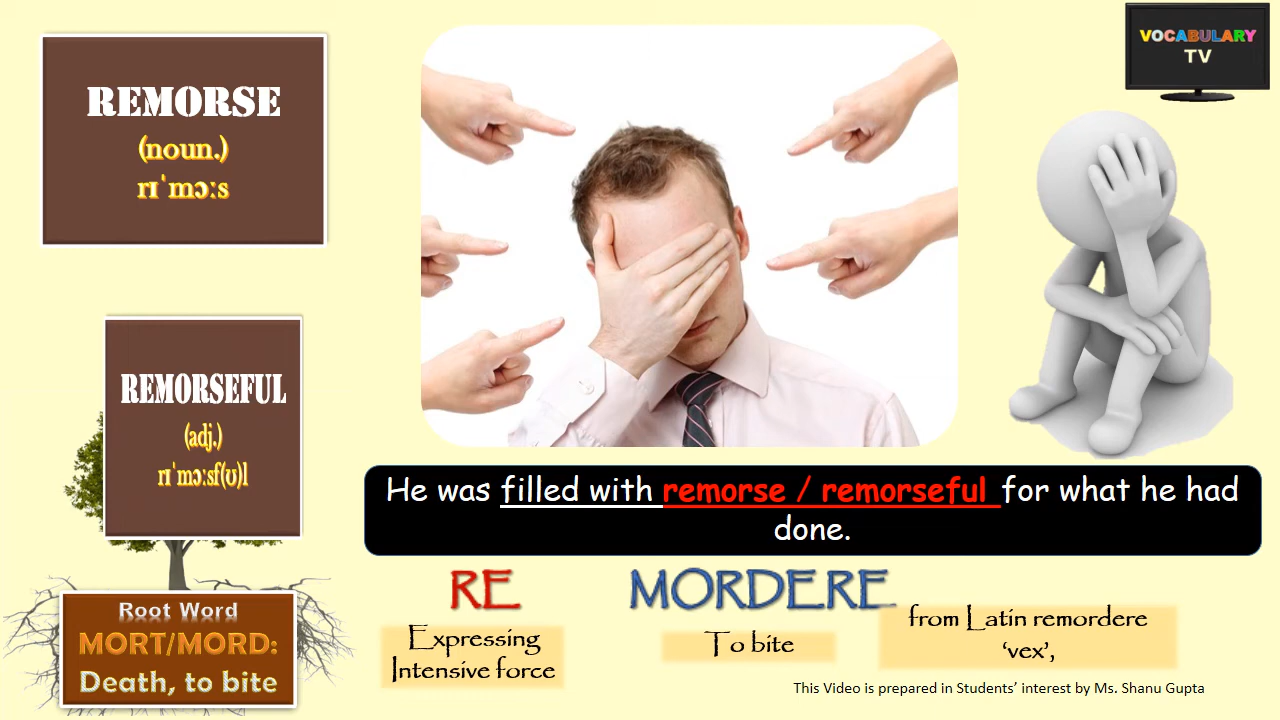 REMORSE
(noun.)
rɪˈmɔːs
VOCABULARY
TV
REMORSEFUL
(adj.)
rɪˈmɔːsf(ʊ)l
He was filled with remorse / remorseful for what he had
done.
RE
MORDERE
Expressing
Intensive force
To bite
from Latin remordere
‘vex’,
Root Word
MORT/MORD:
Death, to bite
This Video is prepared in Students’ interest by Ms. Shanu Gupta